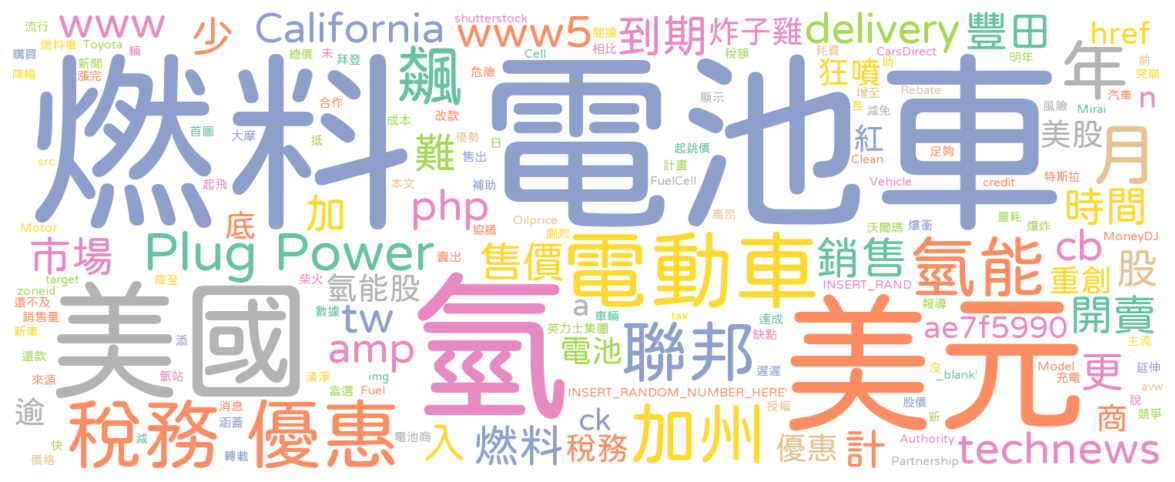 流行 www shutterstock 閱讀 到期 炸子雞 delivery 豐田 href
購買 燃料車 Toyota 輛 少 California www5 相比 稅額 CarsDirect 明年 年 前
降幅 新聞 總價 未 拜登 飆 Cell 耗費 狂噴 助 突崩
漲完 危險 顯示 增至 Rebate 汽車 n
燃料 電池車
合作 改款 長 減免 風險 Mirai
首圖 大摩 成本 優勢 日 起跳價 紅 美股 月
src 抵 難 售出 計畫 Clean 足夠 特斯拉
起飛 本文 補助 FuelCell Vehicle credit
Motor 底 加 php Oilprice 高昂 沃爾瑪 爆衝 噩耗 爆炸 時間
協議 劇烈
市場 Plug Power 賣出 售價 電動車 銷售 氫能 cb MoneyDJ
target 降至 柴火 氫能股 INSERT_RAND 重創 股
zoneid 美國 氫 a 車輛 報導
還不及 數據 tw 達成 開賣
銷售量 英力士集團 tax 聯邦 美元 ae7f5990
新車 添 amp 電池 缺點 主流
還款 氫站 清淨 img 遲遲 沒 _blank' Model 更 延伸
來源 當選 Fuel INSERT_RANDOM_NUMBER_HERE' 充電 avw
逾 稅務 優惠 消息 ck 授權 股價 新 商 說 競爭
涵蓋 入 燃料 稅務 加州 優惠 計 Authority technews
快 減 電池商
價格 轉載 Partnership